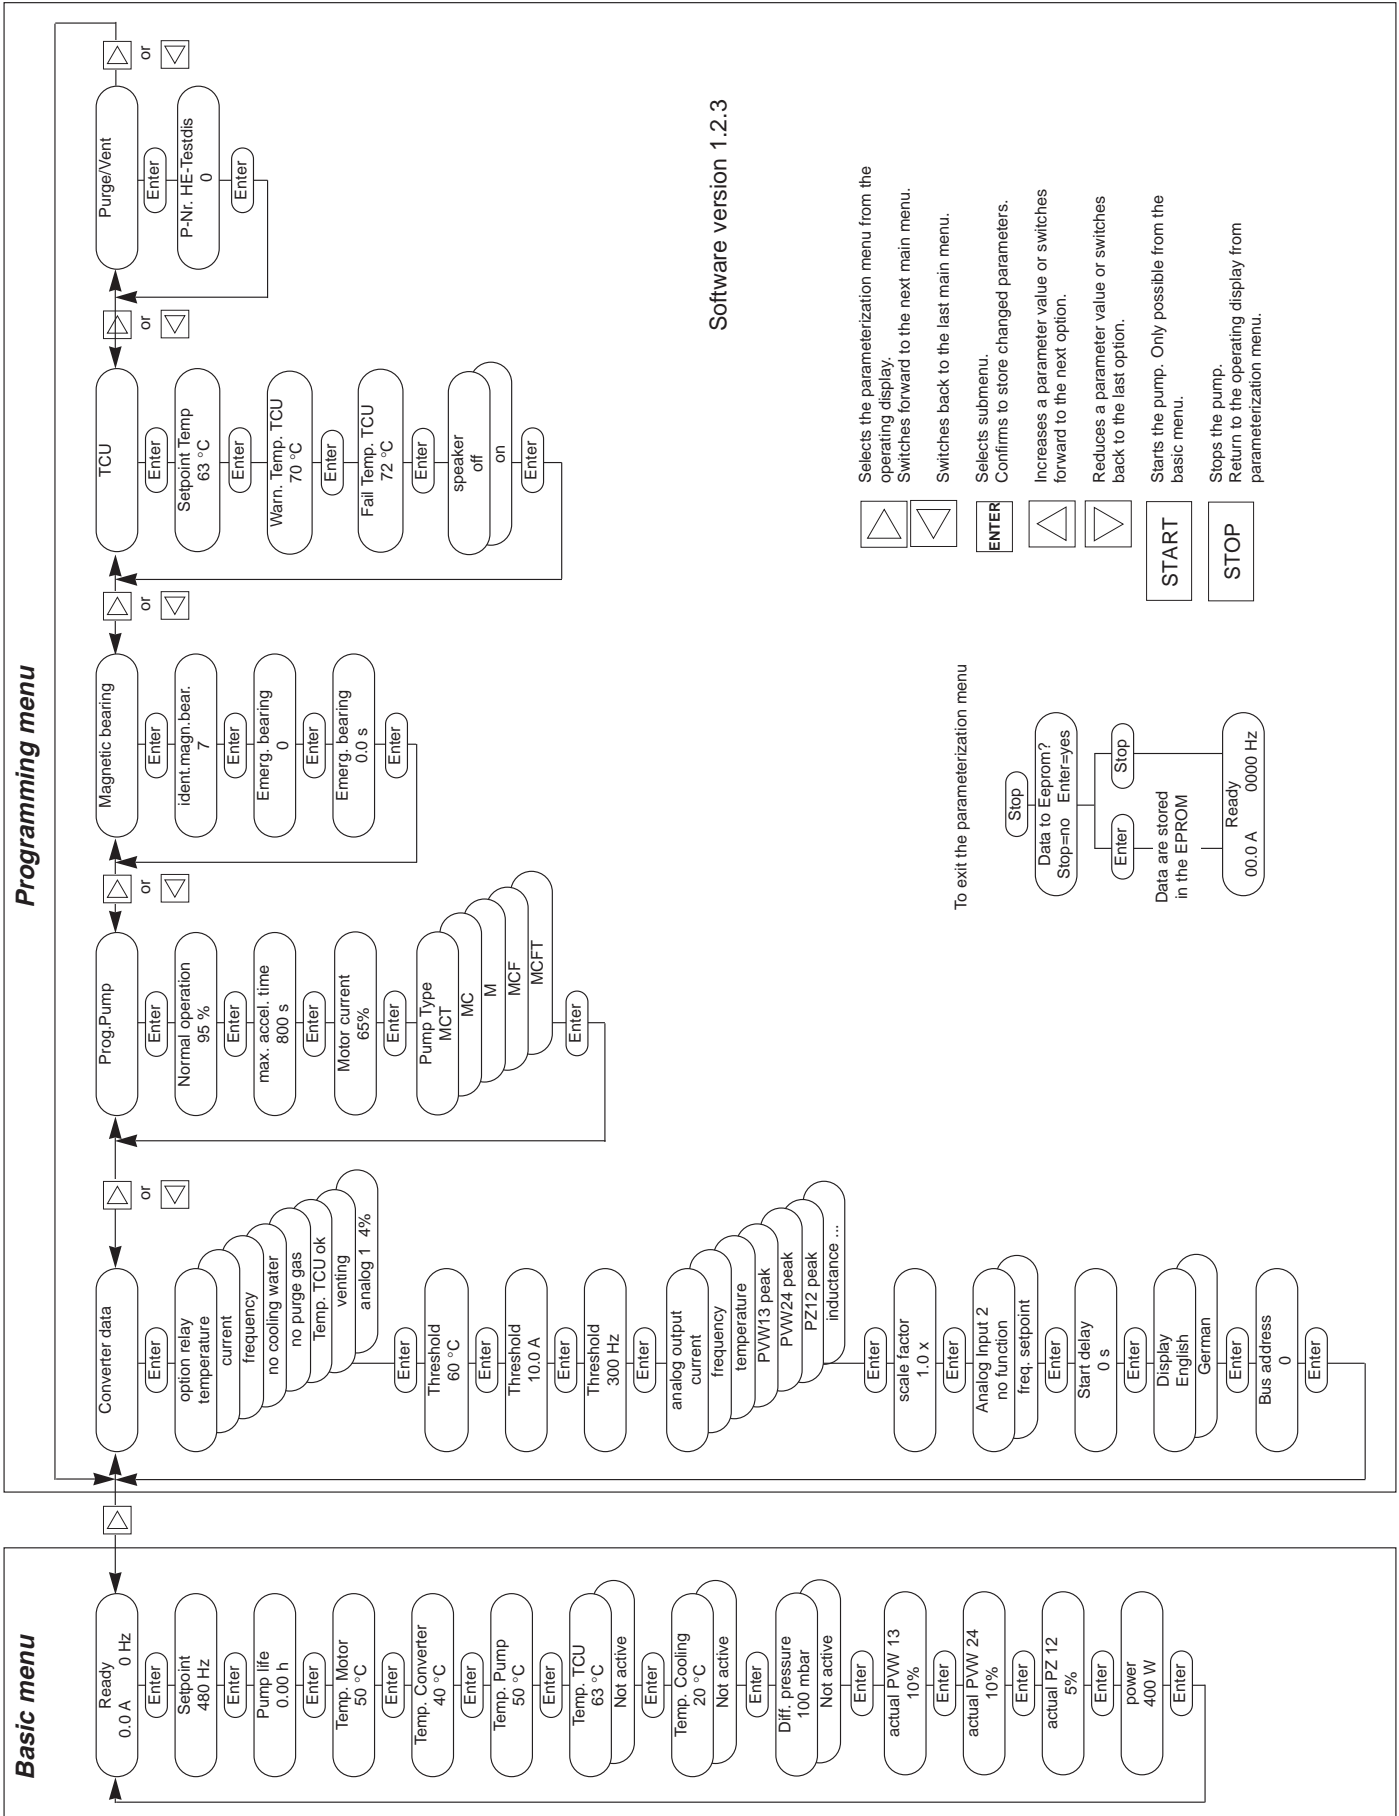 Basic menu
Ready
0.0 A 0 Hz
Enter
Setpoint
480 Hz
Enter
Pump life
0.00 h
Enter
Temp. Motor
50 °C
Enter
Temp. Converter
40 °C
Enter
Temp. Pump
50 °C
Enter
Temp. TCU
63 °C
Not active
Enter
Temp. Cooling
20 °C
Not active
Enter
Diff. pressure
100 mbar
Not active
Enter
actual PVW 13
10%
Enter
actual PVW 24
10%
Enter
actual PZ 12
5%
Enter
power
400 W
Enter
Programming menu
Converter data
Enter
option relay
temperature
current
frequency
no cooling water
no purge gas
Temp. TCU ok
venting
analog 1 4%
Enter
Threshold
60 °C
Enter
Threshold
10.0 A
Enter
Threshold
300 Hz
Enter
analog output
current
frequency
temperature
PVW13 peak
PVW24 peak
PZ12 peak
inductance ...
Enter
scale factor
1.0 x
Enter
Analog Input 2
no function
freq. setpoint
Enter
Start delay
0 s
Enter
Display
English
German
Enter
Bus address
0
Enter
or
Prog.Pump
Enter
Normal operation
95 %
Enter
max. accel. time
800 s
Enter
Motor current
65%
Enter
Pump Type
MCT
MC
M
MCF
MCFT
Enter
or
Magnetic bearing
Enter
ident.magn.bear.
7
Enter
Emerg. bearing
0
Enter
Emerg. bearing
0.0 s
Enter
or
TCU
Enter
Setpoint Temp
63 °C
Enter
Warn. Temp. TCU
70 °C
Enter
Fail Temp. TCU
72 °C
Enter
speaker
off
on
Enter
or
Purge/Vent
Enter
P-Nr. HE-Testdis
0
Enter
or
To exit the parameterization menu
Stop
Data to Eeprom?
Stop=no Enter=yes
Enter
Stop
Data are stored
in the EPROM
Ready
00.0 A 0000 Hz
Software version 1.2.3
Selects the parameterization menu from the
operating display.
Switches forward to the next main menu.
Switches back to the last main menu.
ENTER
Selects submenu.
Confirms to store changed parameters.
Increases a parameter value or switches
forward to the next option.
Reduces a parameter value or switches
back to the last option.
START
Starts the pump. Only possible from the
basic menu.
STOP
Stops the pump.
Return to the operating display from
parameterization menu.